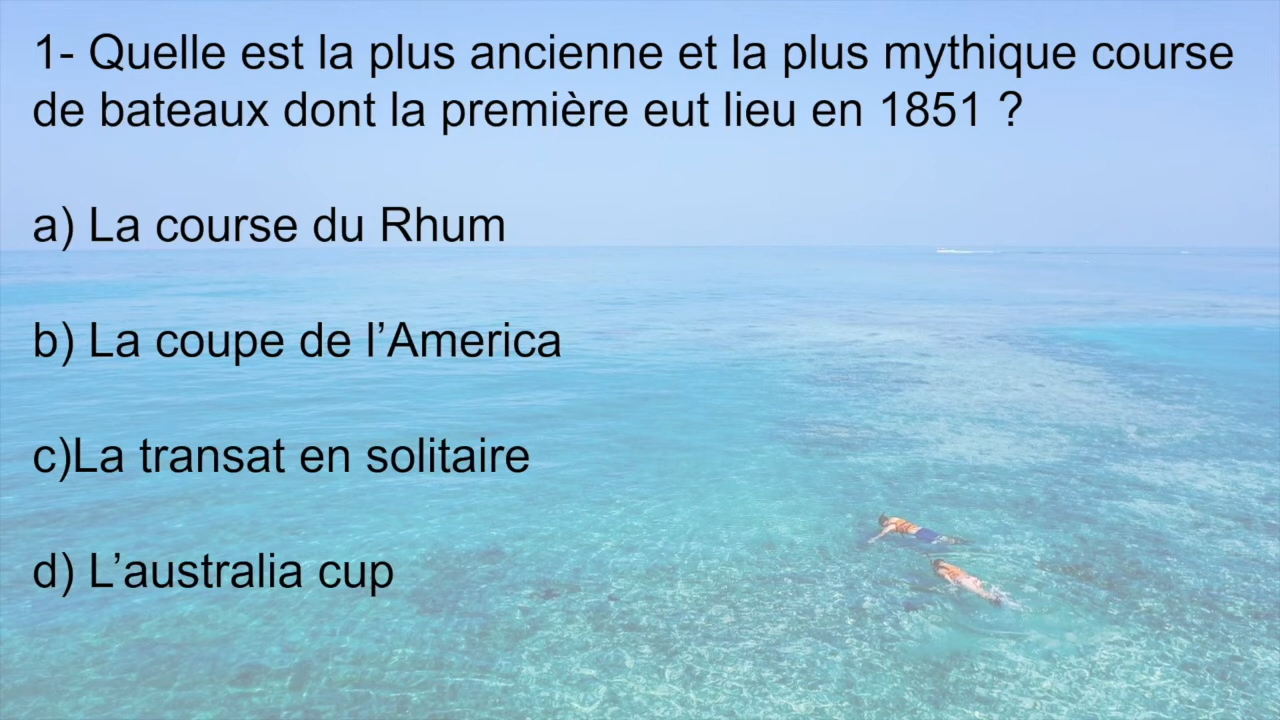 1- Quelle est la plus ancienne et la plus mythique course
de bateaux dont la première eut lieu en 1851 ?
a) La course du Rhum
b) La coupe de l’America
c)La transat en solitaire
d) L’australia cup